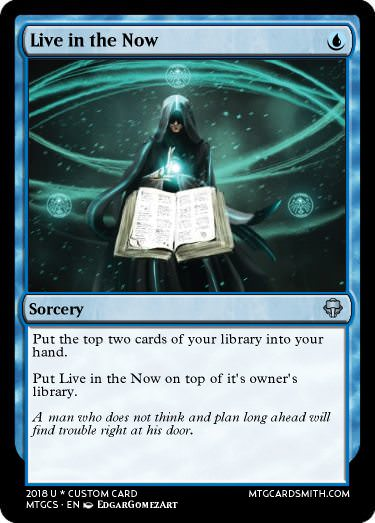 Live in the Now
Sorcery
Put the top two cards of your library into your
hand.
Put Live in the Now on top of it's owner's
library.
A man who does not think and plan long ahead will
find trouble right at his door.
2018 U * CUSTOM CARD
MTGCARDSMITH.COM
MTGCS · EN EDGARGOMEZART